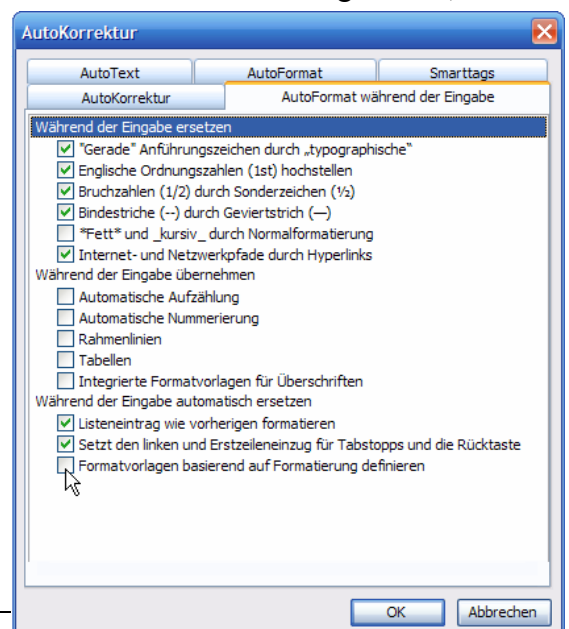 AutoKorrektur
AutoText AutoFormat Smarttags
AutoKorrektur AutoFormat während der Eingabe
Während der Eingabe ersetzen
"Gerade" Anführungszeichen durch „typographische“
Englische Ordnungszahlen (1st) hochstellen
Bruchzahlen (1/2) durch Sonderzeichen (½)
Bindestriche (--) durch Geviertstrich (—)
*Fett* und _kursiv_ durch Normalformatierung
Internet- und Netzwerkpfade durch Hyperlinks
Während der Eingabe übernehmen
Automatische Aufzählung
Automatische Nummerierung
Rahmenlinien
Tabellen
Integrierte Formatvorlagen für Überschriften
Während der Eingabe automatisch ersetzen
Listeneintrag wie vorherigen formatieren
Setzt den linken und Erstzeileneinzug für Tabstopps und die Rücktaste
Formatvorlagen basierend auf Formatierung definieren
OK Abbrechen